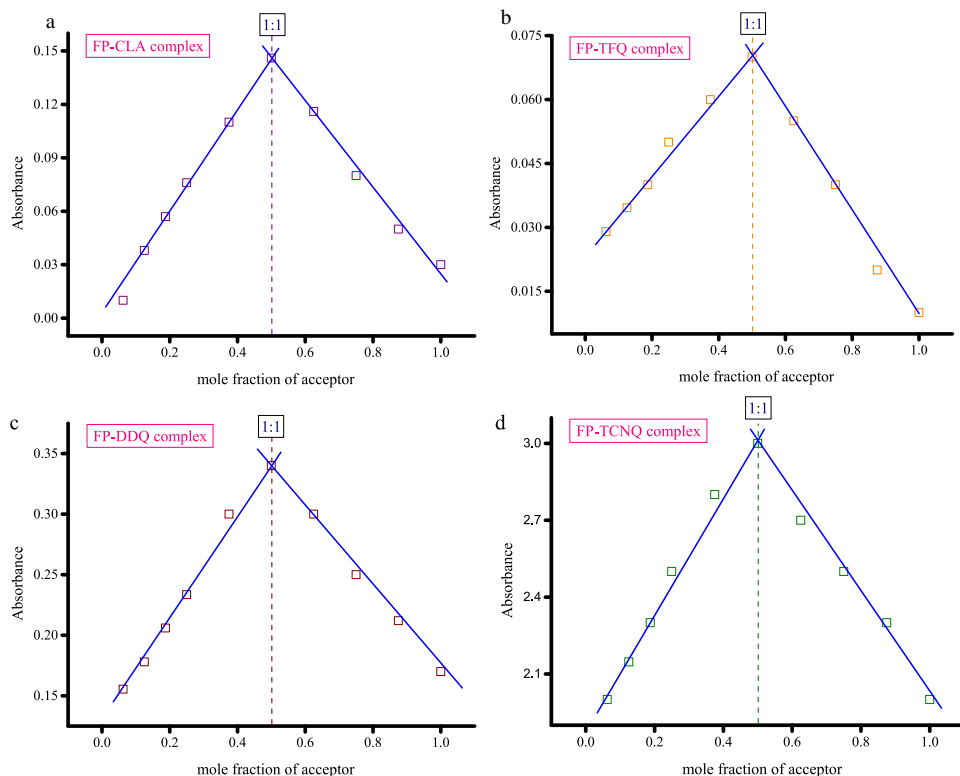 a
FP-CLA complex
1:1
0.15
0.12
0.09
0.06
0.03
0.00
Absorbance
0.0 0.2 0.4 0.6 0.8 1.0
mole fraction of acceptor
b
FP-TFQ complex
1:1
0.075
0.060
0.045
0.030
0.015
Absorbance
0.0 0.2 0.4 0.6 0.8 1.0
mole fraction of acceptor
c
FP-DDQ complex
1:1
0.35
0.30
0.25
0.20
0.15
Absorbance
0.0 0.2 0.4 0.6 0.8 1.0
mole fraction of acceptor
d
FP-TCNQ complex
1:1
3.0
2.7
2.4
2.1
Absorbance
0.0 0.2 0.4 0.6 0.8 1.0
mole fraction of acceptor